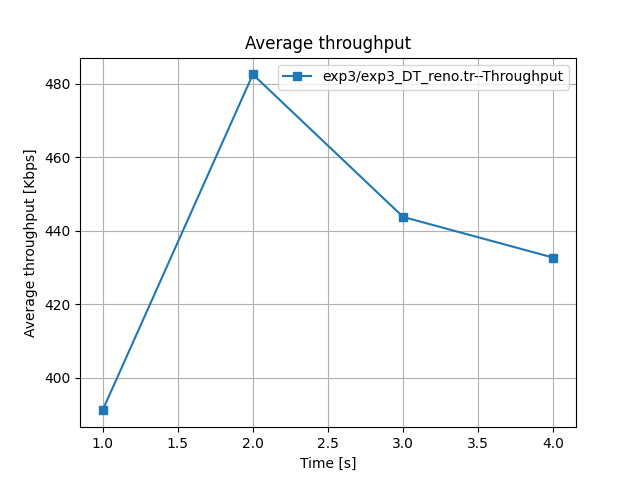 Average throughput
exp3/exp3_DT_reno.tr--Throughput
Average throughput [Kbps]
480
460
440
420
400
1.0 1.5 2.0 2.5 3.0 3.5 4.0
Time [s]